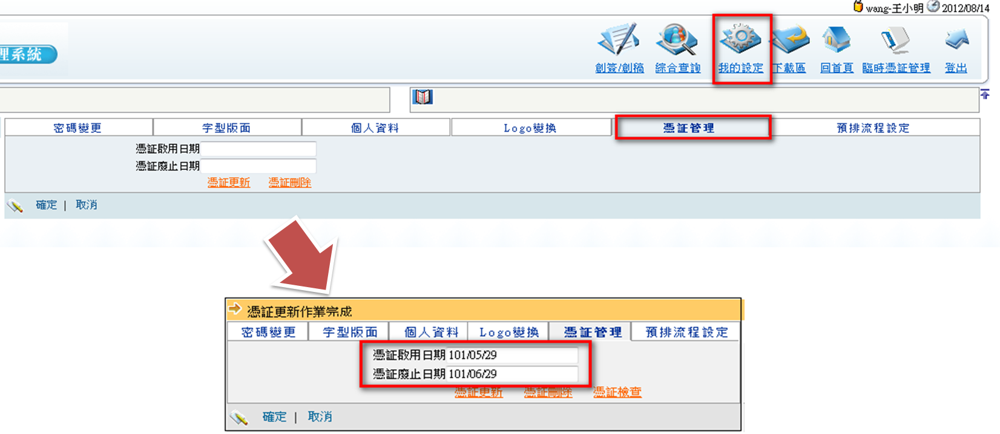 wang-王小明 2012/08/14
理系統
創簽/創稿 綜合查詢 我的設定 下載區 回首頁 臨時憑証管理 登出
密碼變更 字型版面 個人資料 Logo變換 憑証管理 預排流程設定
憑証啟用日期
憑証廢止日期
憑証更新 憑証刪除
確定 | 取消
憑証更新作業完成
密碼變更 字型版面 個人資料 Logo變換 憑証管理 預排流程設定
憑証啟用日期 101/05/29
憑証廢止日期 101/06/29
憑証更新 憑証刪除 憑証檢查
確定 | 取消